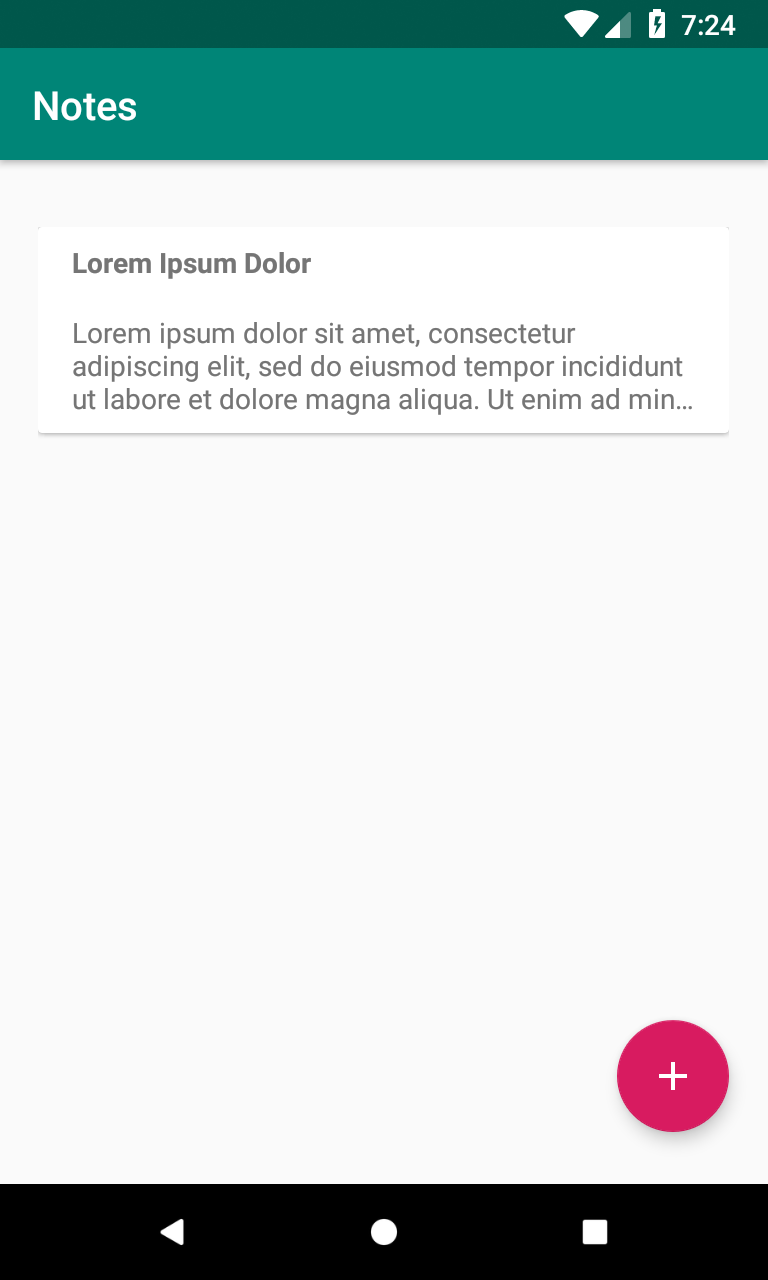 7:24
Notes
Lorem Ipsum Dolor
Lorem ipsum dolor sit amet, consectetur
adipiscing elit, sed do eiusmod tempor incididunt
ut labore et dolore magna aliqua. Ut enim ad min…